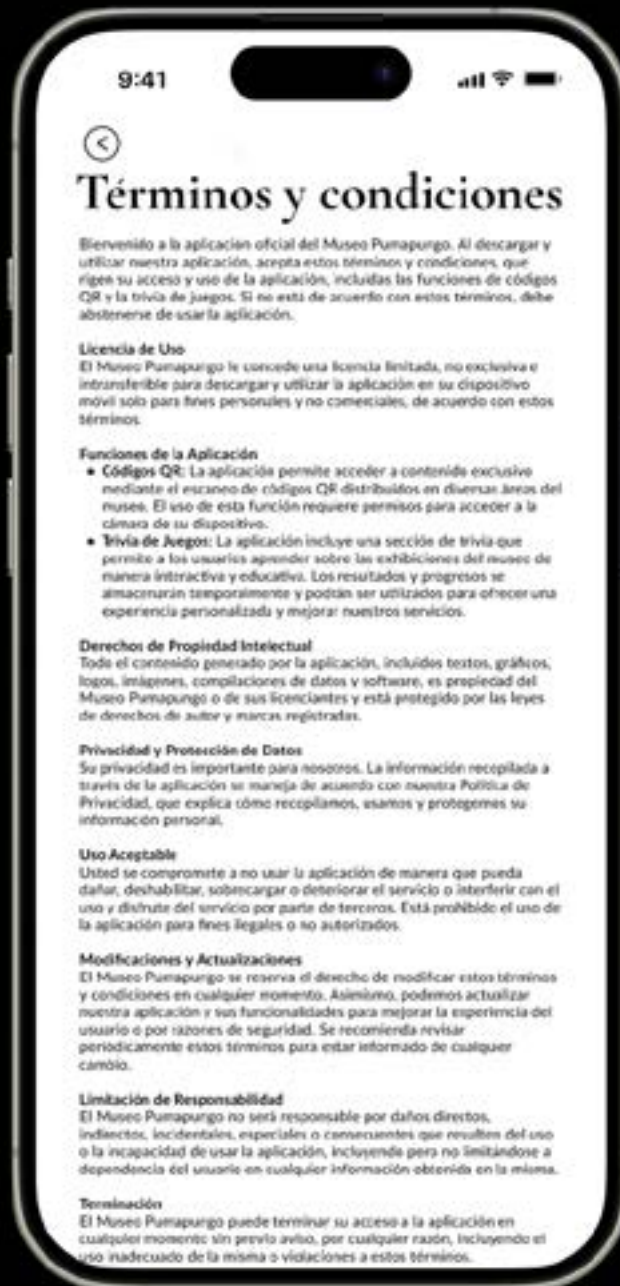 9:41
Términos y condiciones
Bienvenido a la aplicación oficial del Museo Pumapungo. Al descargar y
utilizar nuestra aplicación, acepta estos términos y condiciones, que
rigen su acceso y uso de la aplicación, incluidas las funciones de códigos
QR y la trivia de juegos. Si no está de acuerdo con estos términos, debe
abstenerse de usar la aplicación.
Licencia de Uso
El Museo Pumapungo le concede una licencia limitada, no exclusiva e
intransferible para descargar y utilizar la aplicación en su dispositivo
móvil solo para fines personales y no comerciales, de acuerdo con estos
términos.
Funciones de la Aplicación
• Códigos QR: La aplicación permite acceder a contenido exclusivo
mediante el escaneo de códigos QR distribuidos en diversas áreas del
museo. El uso de esta función requiere permisos para acceder a la
cámara de su dispositivo.
• Trivia de Juegos: La aplicación incluye una sección de trivia que
permite a los usuarios aprender sobre las exhibiciones del museo de
manera interactiva y educativa. Los resultados y progresos se
almacenarán temporalmente y podrán ser utilizados para ofrecer una
experiencia personalizada y mejorar nuestros servicios.
Derechos de Propiedad Intelectual
Todo el contenido generado por la aplicación, incluidos textos, gráficos,
logos, imágenes, compilaciones de datos y software, es propiedad del
Museo Pumapungo o de sus licenciantes y está protegido por las leyes
de derechos de autor y marcas registradas.
Privacidad y Protección de Datos
Su privacidad es importante para nosotros. La información recopilada a
través de la aplicación se maneja de acuerdo con nuestra Política de
Privacidad, que explica cómo recopilamos, usamos y protegemos su
información personal.
Uso Aceptable
Usted se compromete a no usar la aplicación de manera que pueda
dañar, deshabilitar, sobrecargar o deteriorar el servicio o interferir con el
uso y disfrute del servicio por parte de terceros. Está prohibido el uso de
la aplicación para fines ilegales o no autorizados.
Modificaciones y Actualizaciones
El Museo Pumapungo se reserva el derecho de modificar estos términos
y condiciones en cualquier momento. Asimismo, podemos actualizar
nuestra aplicación y sus funcionalidades para mejorar la experiencia del
usuario o por razones de seguridad. Se recomienda revisar
periódicamente estos términos para estar informado de cualquier
cambio.
Limitación de Responsabilidad
El Museo Pumapungo no será responsable por daños directos,
indirectos, incidentales, especiales o consecuentes que resulten del uso
o la incapacidad de usar la aplicación, incluyendo pero no limitándose a
dependencia del usuario en cualquier información obtenida en la misma.
Terminación
El Museo Pumapungo puede terminar su acceso a la aplicación en
cualquier momento sin previo aviso, por cualquier razón, incluyendo el
uso inadecuado de la misma o violaciones a estos términos.